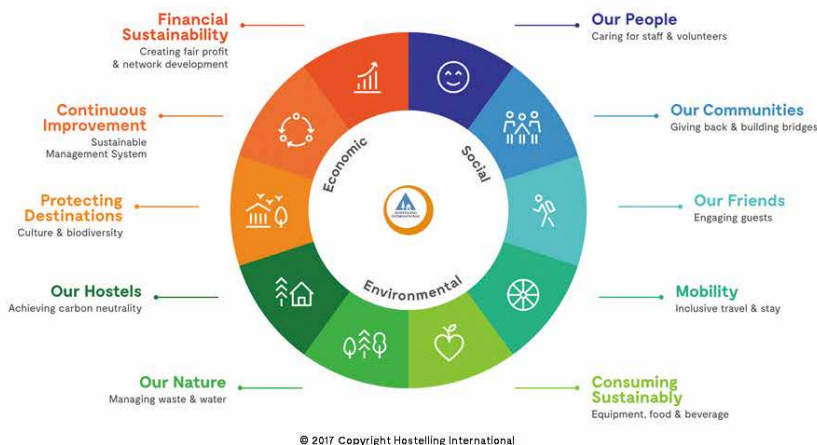 Financial
Sustainability
Creating fair profit
& network development
Our People
Caring for staff & volunteers
Continuous
Improvement
Sustainable
Management System
Our Communities
Giving back & building bridges
Protecting
Destinations
Culture & biodiversity
Our Friends
Engaging guests
Our Hostels
Achieving carbon neutrality
Mobility
Inclusive travel & stay
Our Nature
Managing waste & water
Consuming
Sustainably
Equipment, food & beverage
Economic
Social
Environmental
HOSTELLING
INTERNATIONAL
© 2017 Copyright Hostelling International